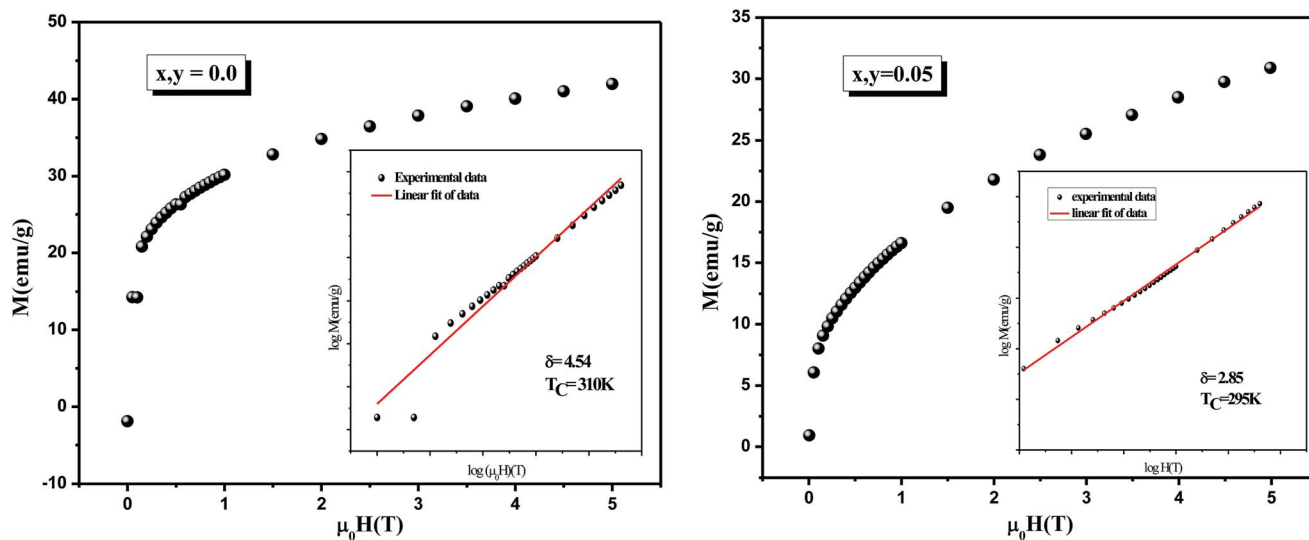 50
40
30
20
10
0
-10
M(emu/g)
x,y = 0.0
Experimental data
Linear fit of data
log M(emu/g)
δ=4.54
TC=310K
log (μ0H)(T)
0 1 2 3 4 5
μ0H(T)
35
30
25
20
15
10
5
0
M(emu/g)
x,y=0.05
experimental data
linear fit of data
log M(emu/g)
δ=2.85
TC=295K
log H(T)
0 1 2 3 4 5
μ0H(T)